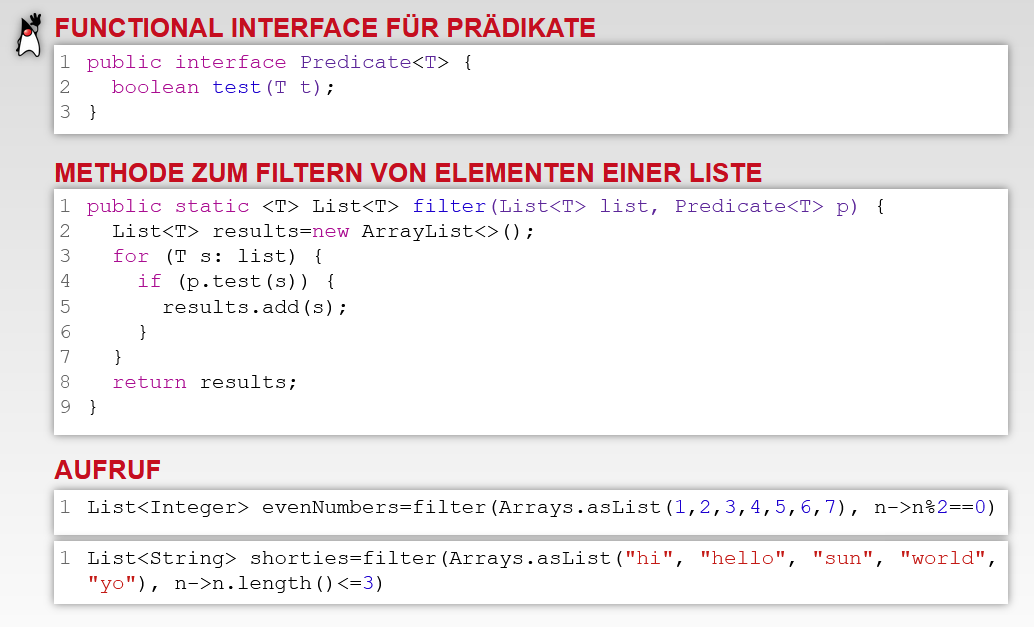 FUNCTIONAL INTERFACE FÜR PRÄDIKATE
1 public interface Predicate<T> {
2   boolean test(T t);
3 }
METHODE ZUM FILTERN VON ELEMENTEN EINER LISTE
1 public static <T> List<T> filter(List<T> list, Predicate<T> p) {
2   List<T> results=new ArrayList<>();
3   for (T s: list) {
4     if (p.test(s)) {
5       results.add(s);
6     }
7   }
8   return results;
9 }
AUFRUF
1 List<Integer> evenNumbers=filter(Arrays.asList(1,2,3,4,5,6,7), n->n%2==0)
1 List<String> shorties=filter(Arrays.asList("hi", "hello", "sun", "world",
"yo"), n->n.length()<=3)